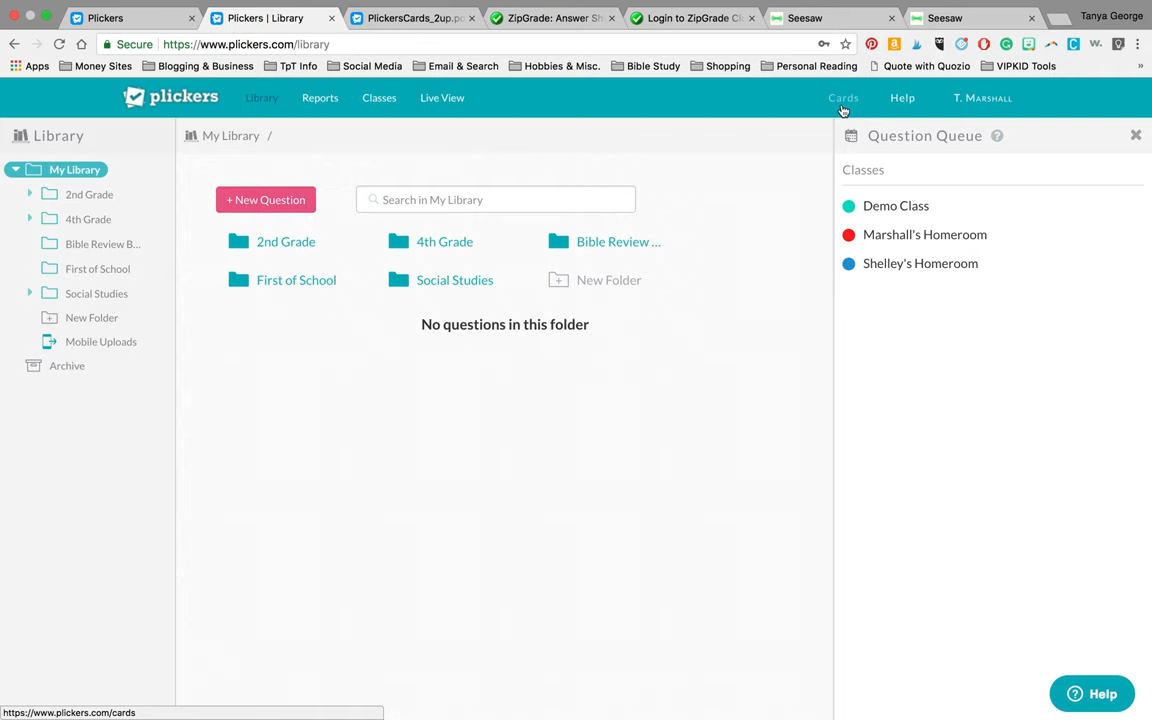 Plickers
Plickers | Library
PlickersCards_2up.pd
ZipGrade: Answer Sh
Login to ZipGrade Cl
Seesaw
Seesaw
Tanya George
Secure
https://www.plickers.com/library
Apps
Money Sites
Blogging & Business
TpT Info
Social Media
Email & Search
Hobbies & Misc.
Bible Study
Shopping
Personal Reading
Quote with Quozio
VIPKID Tools
»
plickers
Library
Reports
Classes
Live View
Cards
Help
T. MARSHALL
Library
My Library
2nd Grade
4th Grade
Bible Review B...
First of School
Social Studies
New Folder
Mobile Uploads
Archive
My Library /
+ New Question
Search in My Library
2nd Grade
4th Grade
Bible Review ...
First of School
Social Studies
New Folder
No questions in this folder
Question Queue ?
Classes
Demo Class
Marshall's Homeroom
Shelley's Homeroom
? Help
https://www.plickers.com/cards